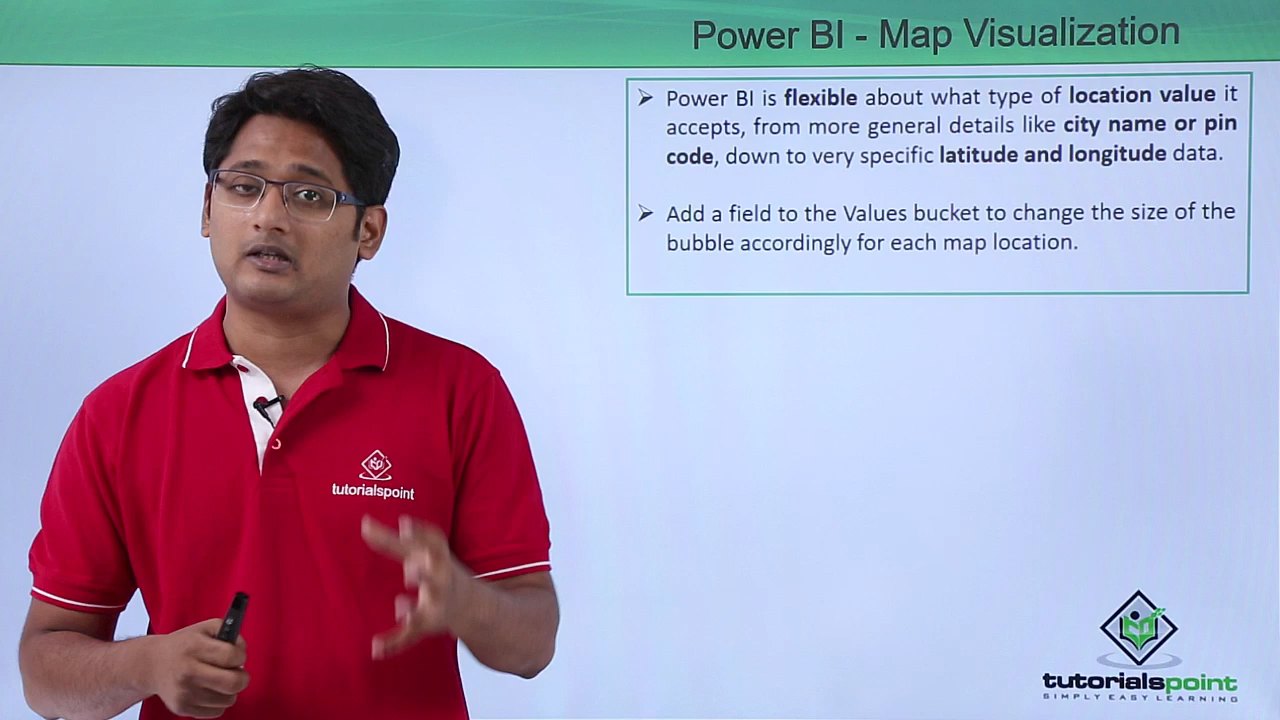 Power BI - Map Visualization
➢ Power BI is flexible about what type of location value it
accepts, from more general details like city name or pin
code, down to very specific latitude and longitude data.
➢ Add a field to the Values bucket to change the size of the
bubble accordingly for each map location.
tutorialspoint
tutorialspoint
SIMPLY EASY LEARNING